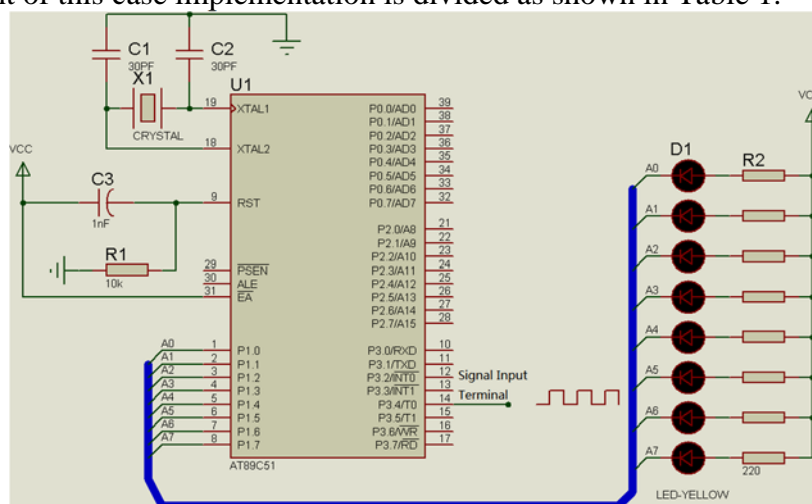 nt of this case implementation is divided as shown in Table 1.
C1
30PF
C2
30PF
X1
CRYSTAL
U1
19 XTAL1
18 XTAL2
9 RST
29 PSEN
30 ALE
31 EA
1 P1.0
2 P1.1
3 P1.2
4 P1.3
5 P1.4
6 P1.5
7 P1.6
8 P1.7
P0.0/AD0 39
P0.1/AD1 38
P0.2/AD2 37
P0.3/AD3 36
P0.4/AD4 35
P0.5/AD5 34
P0.6/AD6 33
P0.7/AD7 32
P2.0/A8 21
P2.1/A9 22
P2.2/A10 23
P2.3/A11 24
P2.4/A12 25
P2.5/A13 26
P2.6/A14 27
P2.7/A15 28
P3.0/RXD 10
P3.1/TXD 11
P3.2/INT0 12
P3.3/INT1 13
P3.4/T0 14
P3.5/T1 15
P3.6/WR 16
P3.7/RD 17
AT89C51
VCC
C3
1nF
R1
10k
A0
A1
A2
A3
A4
A5
A6
A7
Signal Input
Terminal
VC
D1
R2
A0
A1
A2
A3
A4
A5
A6
A7
220
LED-YELLOW